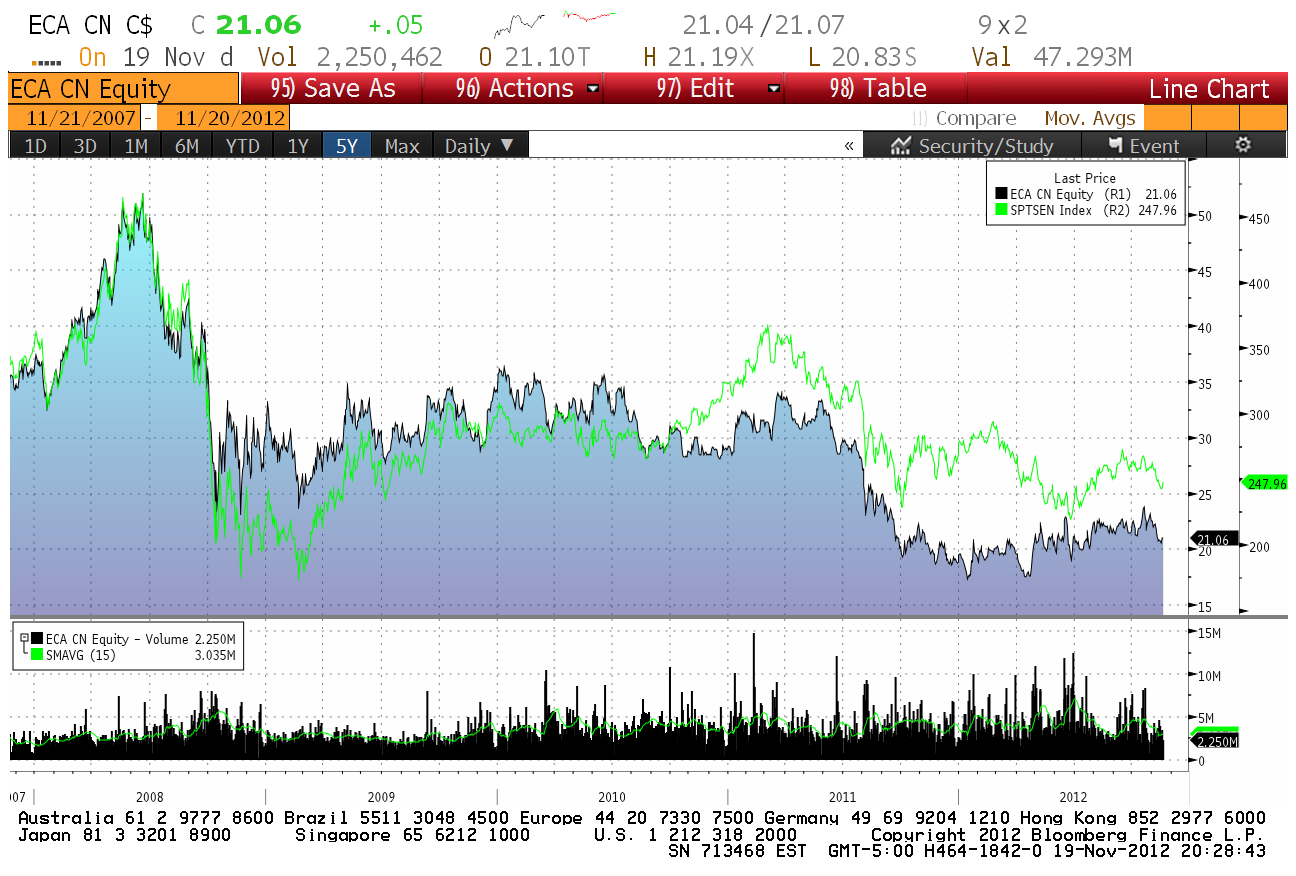 ECA CN C$ C 21.06 +.05 21.04/21.07 9x2
On 19 Nov d Vol 2,250,462 O 21.10T H 21.19X L 20.83S Val 47.293M
ECA CN Equity 95) Save As 96) Actions 97) Edit 98) Table Line Chart
11/21/2007 - 11/20/2012 11) Compare Mov. Avgs
1D 3D 1M 6M YTD 1Y 5Y Max Daily ▼ « Security/Study Event
Last Price
ECA CN Equity (R1) 21.06
SPTSEN Index (R2) 247.96
50
450
45
400
40
350
35
300
30
25
247.96
21.06
20
200
15
ECA CN Equity - Volume 2.250M
SMAVG (15) 3.035M
15M
10M
5M
2.250M
0
07 2008 2009 2010 2011 2012
Australia 61 2 9777 8600 Brazil 5511 3048 4500 Europe 44 20 7330 7500 Germany 49 69 9204 1210 Hong Kong 852 2977 6000
Japan 81 3 3201 8900 Singapore 65 6212 1000 U.S. 1 212 318 2000 Copyright 2012 Bloomberg Finance L.P.
SN 713468 EST GMT-5:00 H464-1842-0 19-Nov-2012 20:28:43